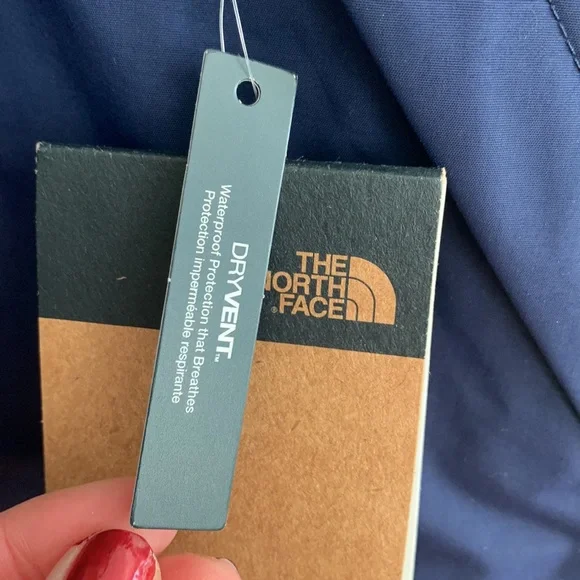 DRYVENT™
Waterproof Protection that Breathes
Protection imperméable respirante
THE
NORTH
FACE